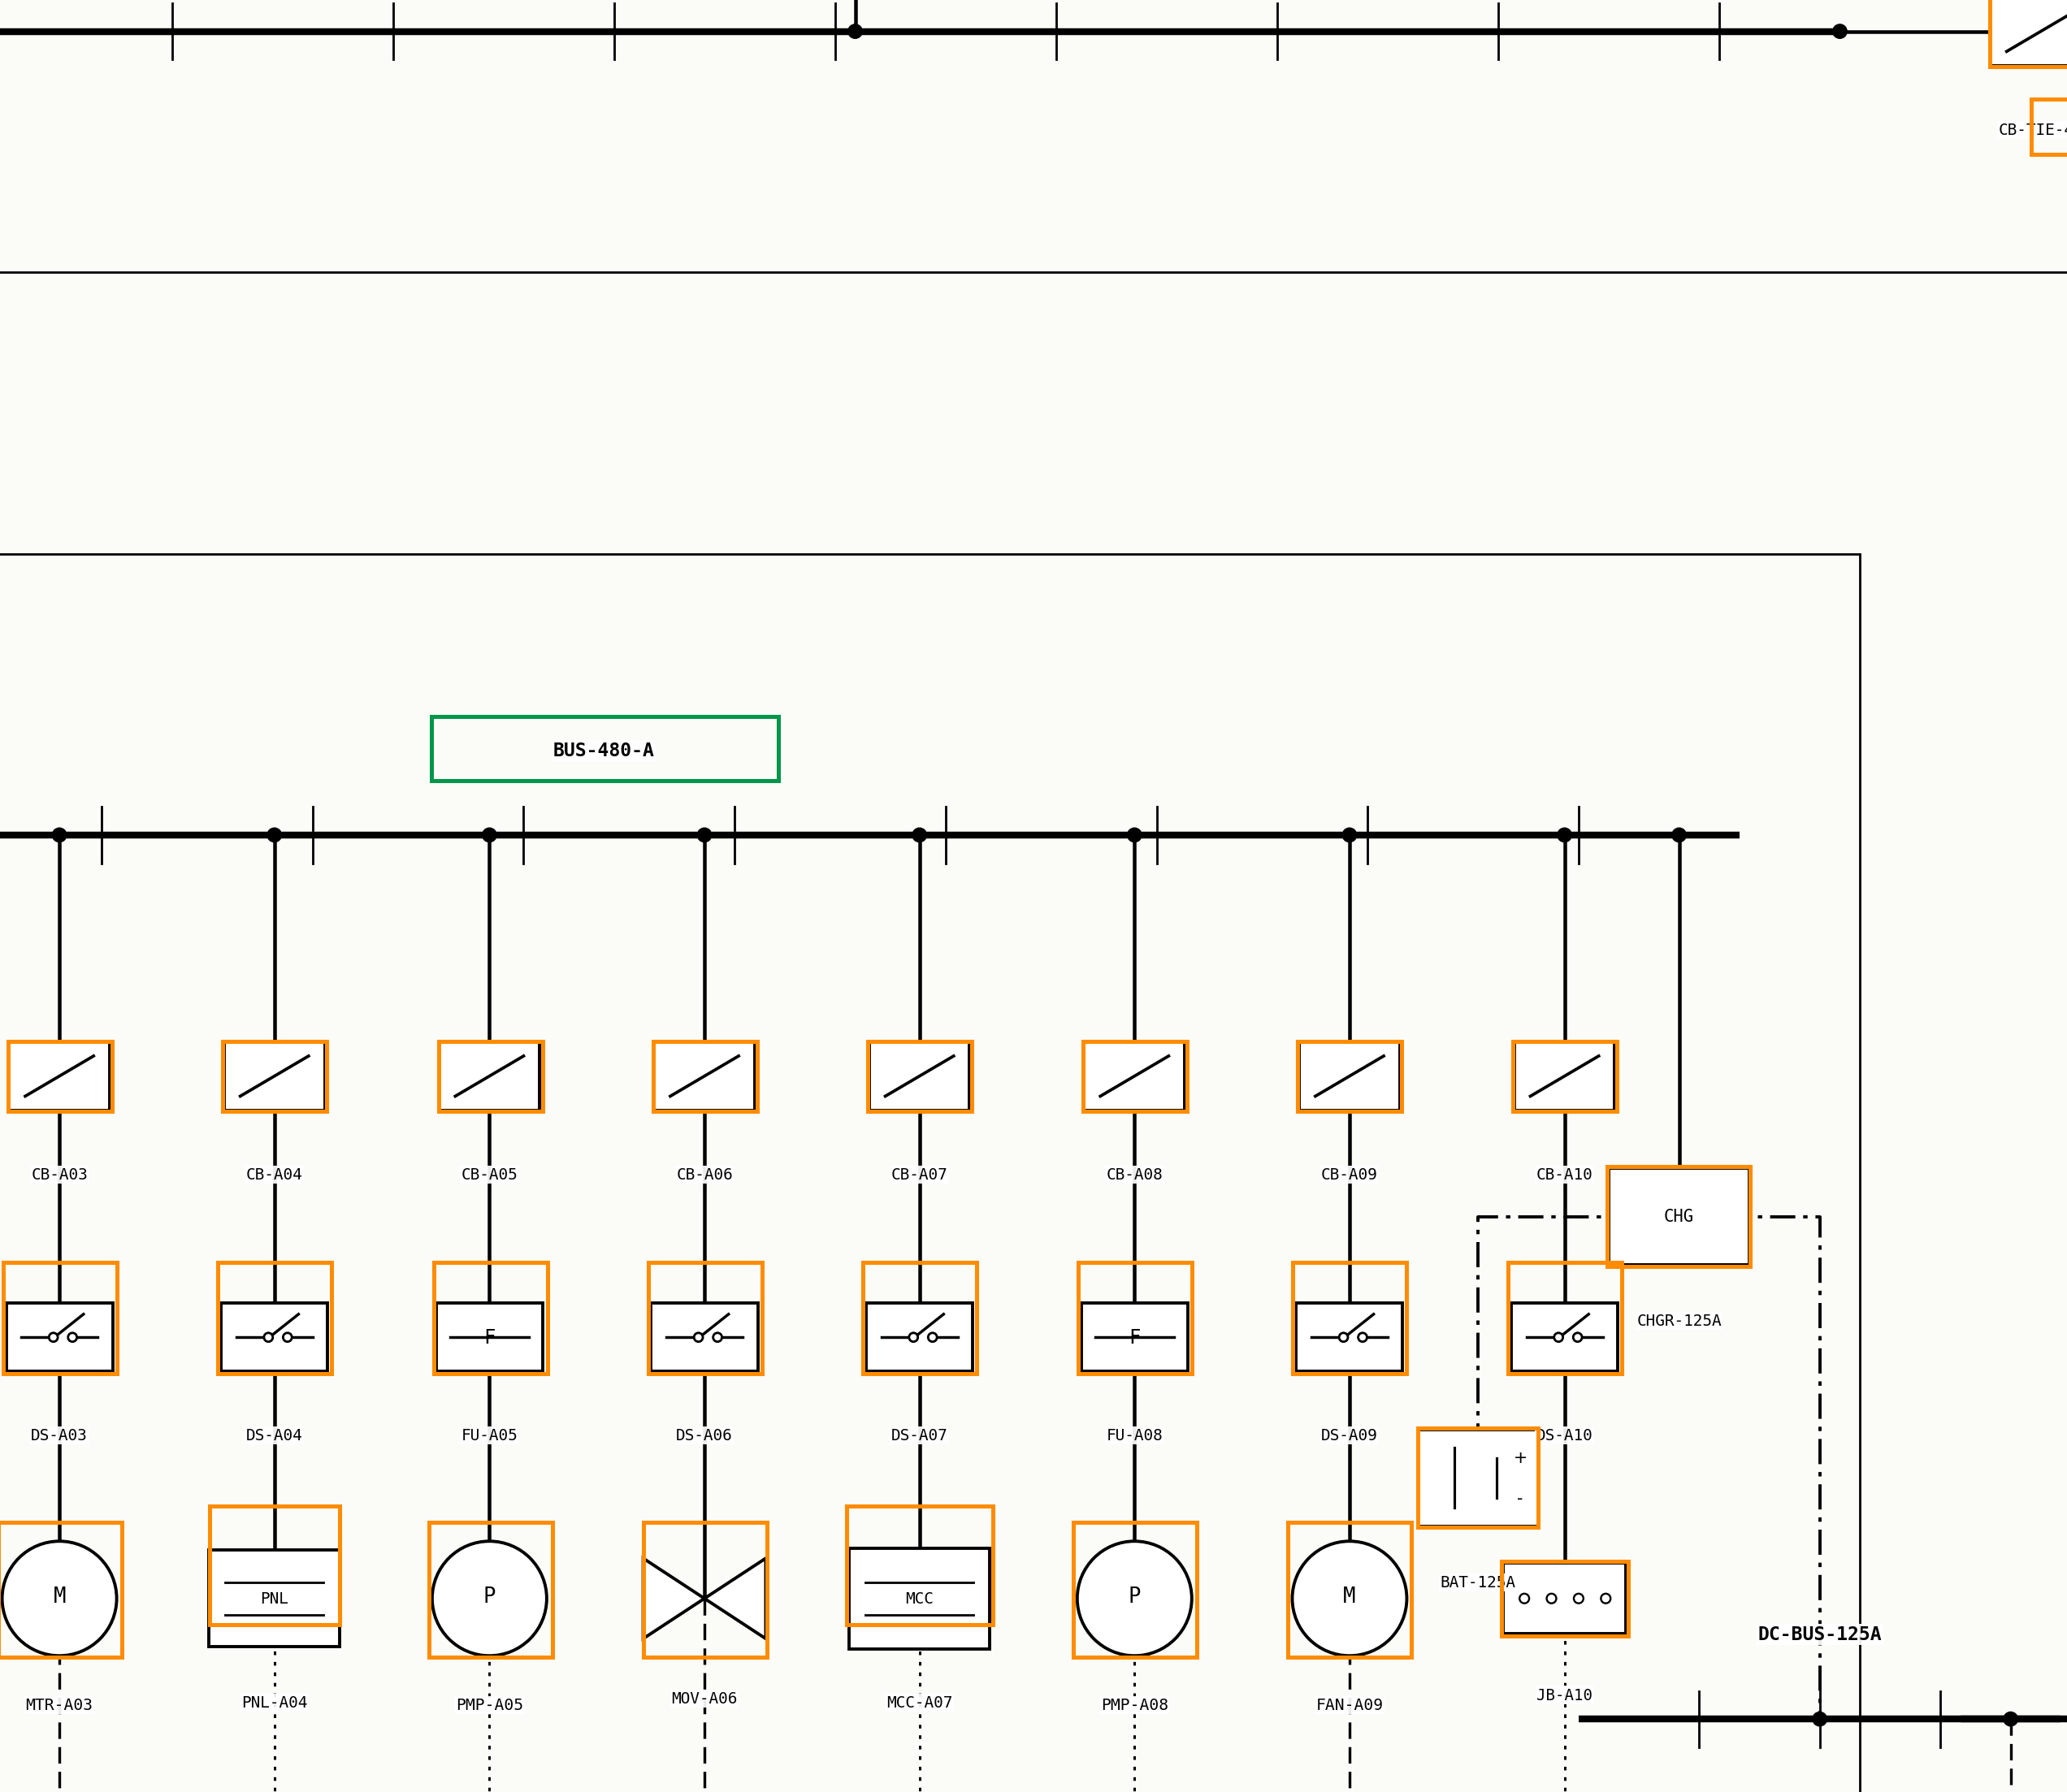 CB-TIE-4
BUS-480-A
CB-A03 CB-A04 CB-A05 CB-A06 CB-A07 CB-A08 CB-A09 CB-A10
CHG
CHGR-125A
F F
DS-A03 DS-A04 FU-A05 DS-A06 DS-A07 FU-A08 DS-A09 DS-A10
+
-
BAT-125A
M PNL P MCC P M
DC-BUS-125A
MTR-A03 PNL-A04 PMP-A05 MOV-A06 MCC-A07 PMP-A08 FAN-A09 JB-A10